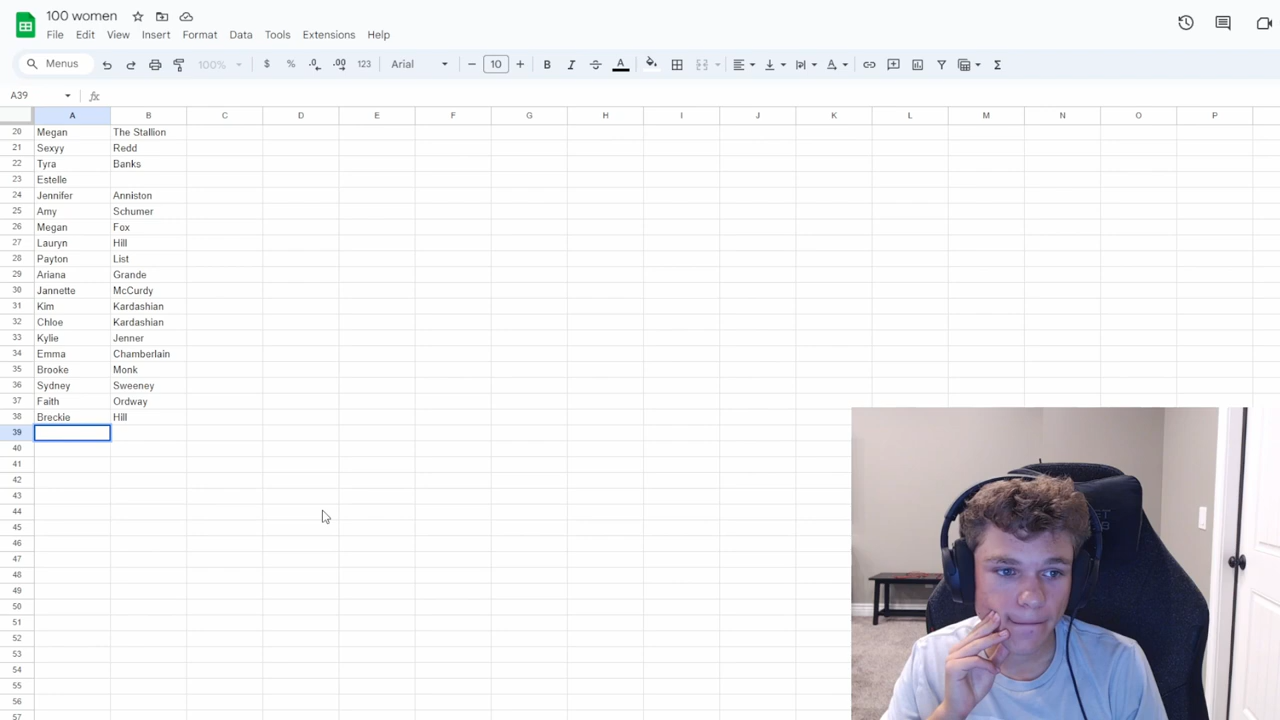 100 women
File Edit View Insert Format Data Tools Extensions Help
Menus 100% $ % .0 .00 123 Arial 10 B I S A Σ
A39 fx
A B C D E F G H I J K L M N O P
20 Megan The Stallion
21 Sexyy Redd
22 Tyra Banks
23 Estelle
24 Jennifer Anniston
25 Amy Schumer
26 Megan Fox
27 Lauryn Hill
28 Payton List
29 Ariana Grande
30 Jannette McCurdy
31 Kim Kardashian
32 Chloe Kardashian
33 Kylie Jenner
34 Emma Chamberlain
35 Brooke Monk
36 Sydney Sweeney
37 Faith Ordway
38 Breckie Hill
39
40
41
42
43
44
45
46
47
48
49
50
51
52
53
54
55
56
57